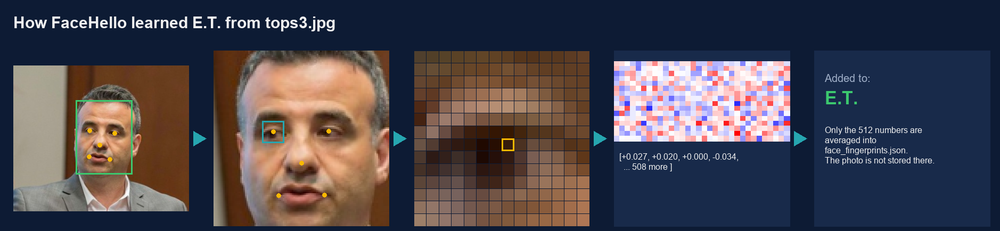 How FaceHello learned E.T. from tops3.jpg
[+0.027, +0.020, +0.000, -0.034,
... 508 more ]
Added to:
E.T.
Only the 512 numbers are
averaged into
face_fingerprints.json.
The photo is not stored there.